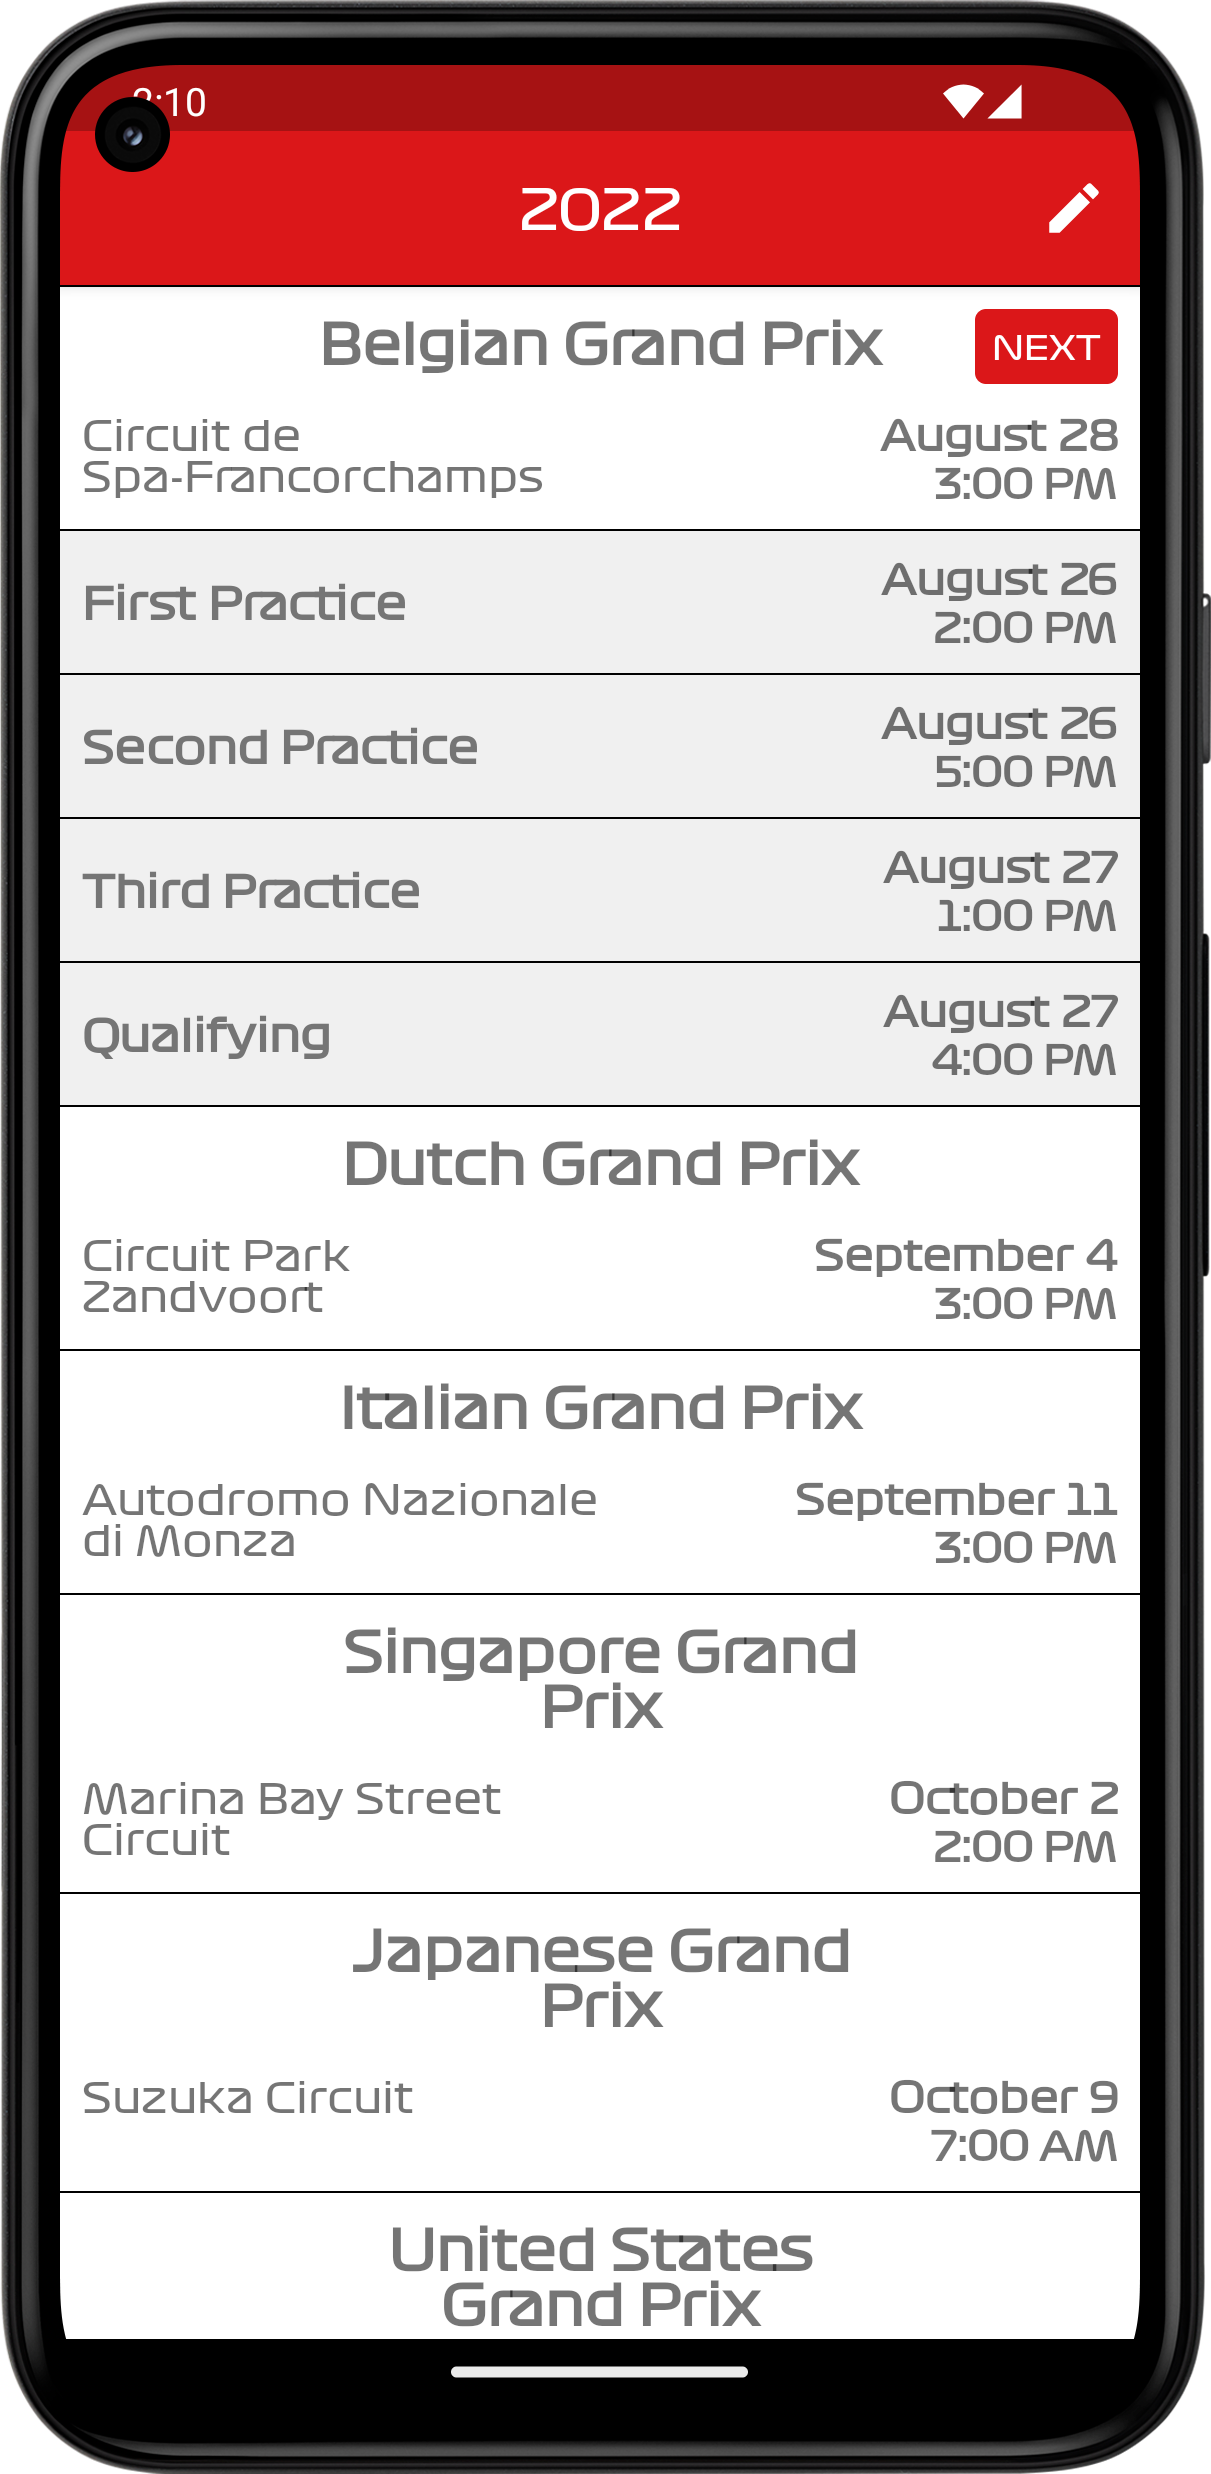 :10
2022
Belgian Grand Prix
NEXT
Circuit de
Spa-Francorchamps
August 28
3:00 PM
First Practice
August 26
2:00 PM
Second Practice
August 26
5:00 PM
Third Practice
August 27
1:00 PM
Qualifying
August 27
4:00 PM
Dutch Grand Prix
Circuit Park
Zandvoort
September 4
3:00 PM
Italian Grand Prix
Autodromo Nazionale
di Monza
September 11
3:00 PM
Singapore Grand
Prix
Marina Bay Street
Circuit
October 2
2:00 PM
Japanese Grand
Prix
Suzuka Circuit
October 9
7:00 AM
United States
Grand Prix